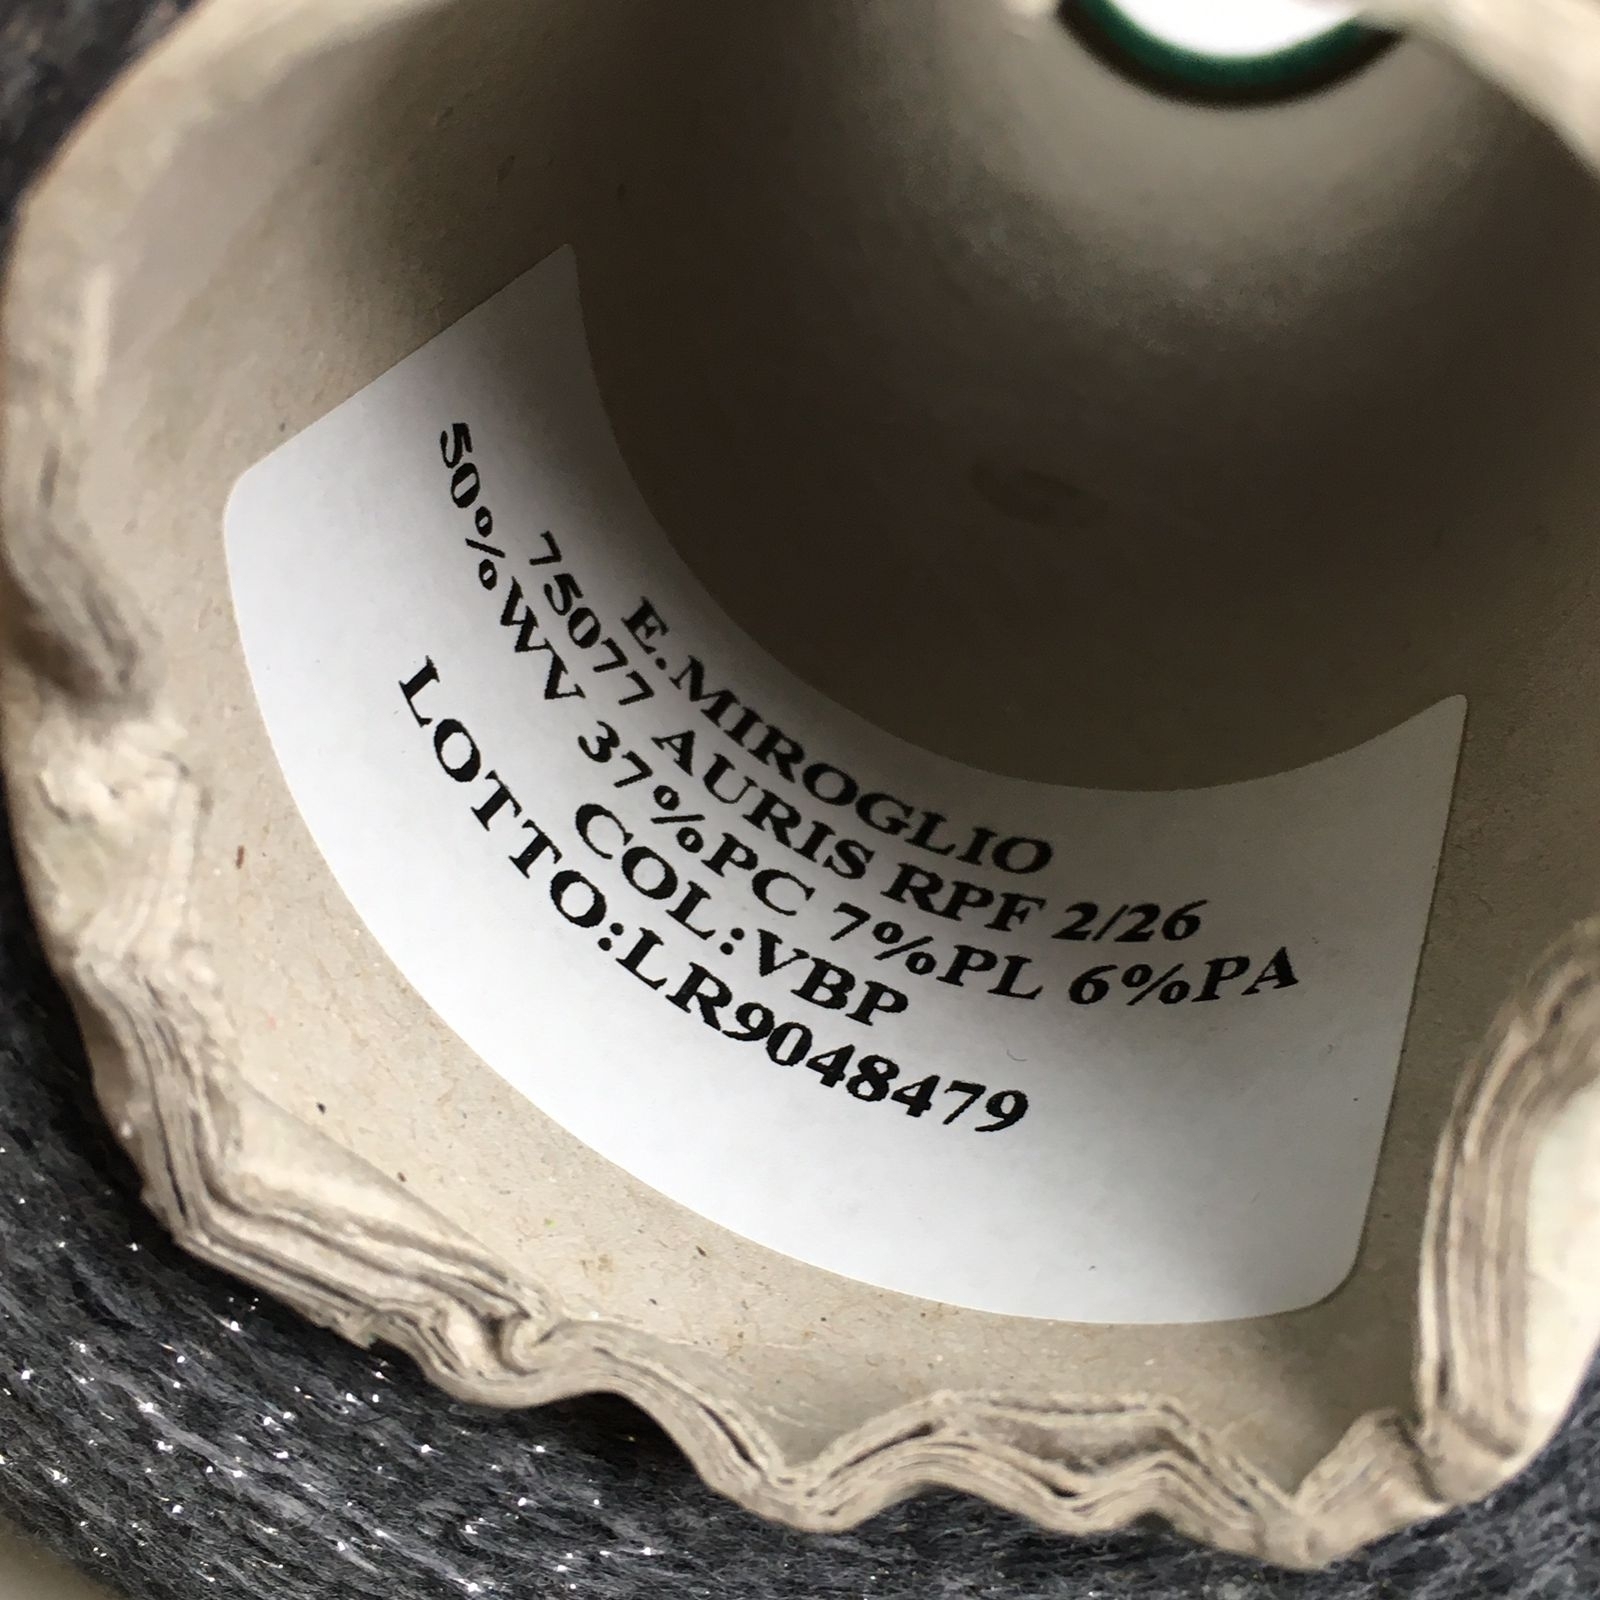 E.MIROGLIO
75077 AURIS RPF 2/26
50%WV 37%PC 7%PL 6%PA
COL:VBP
LOTTO:LR9048479